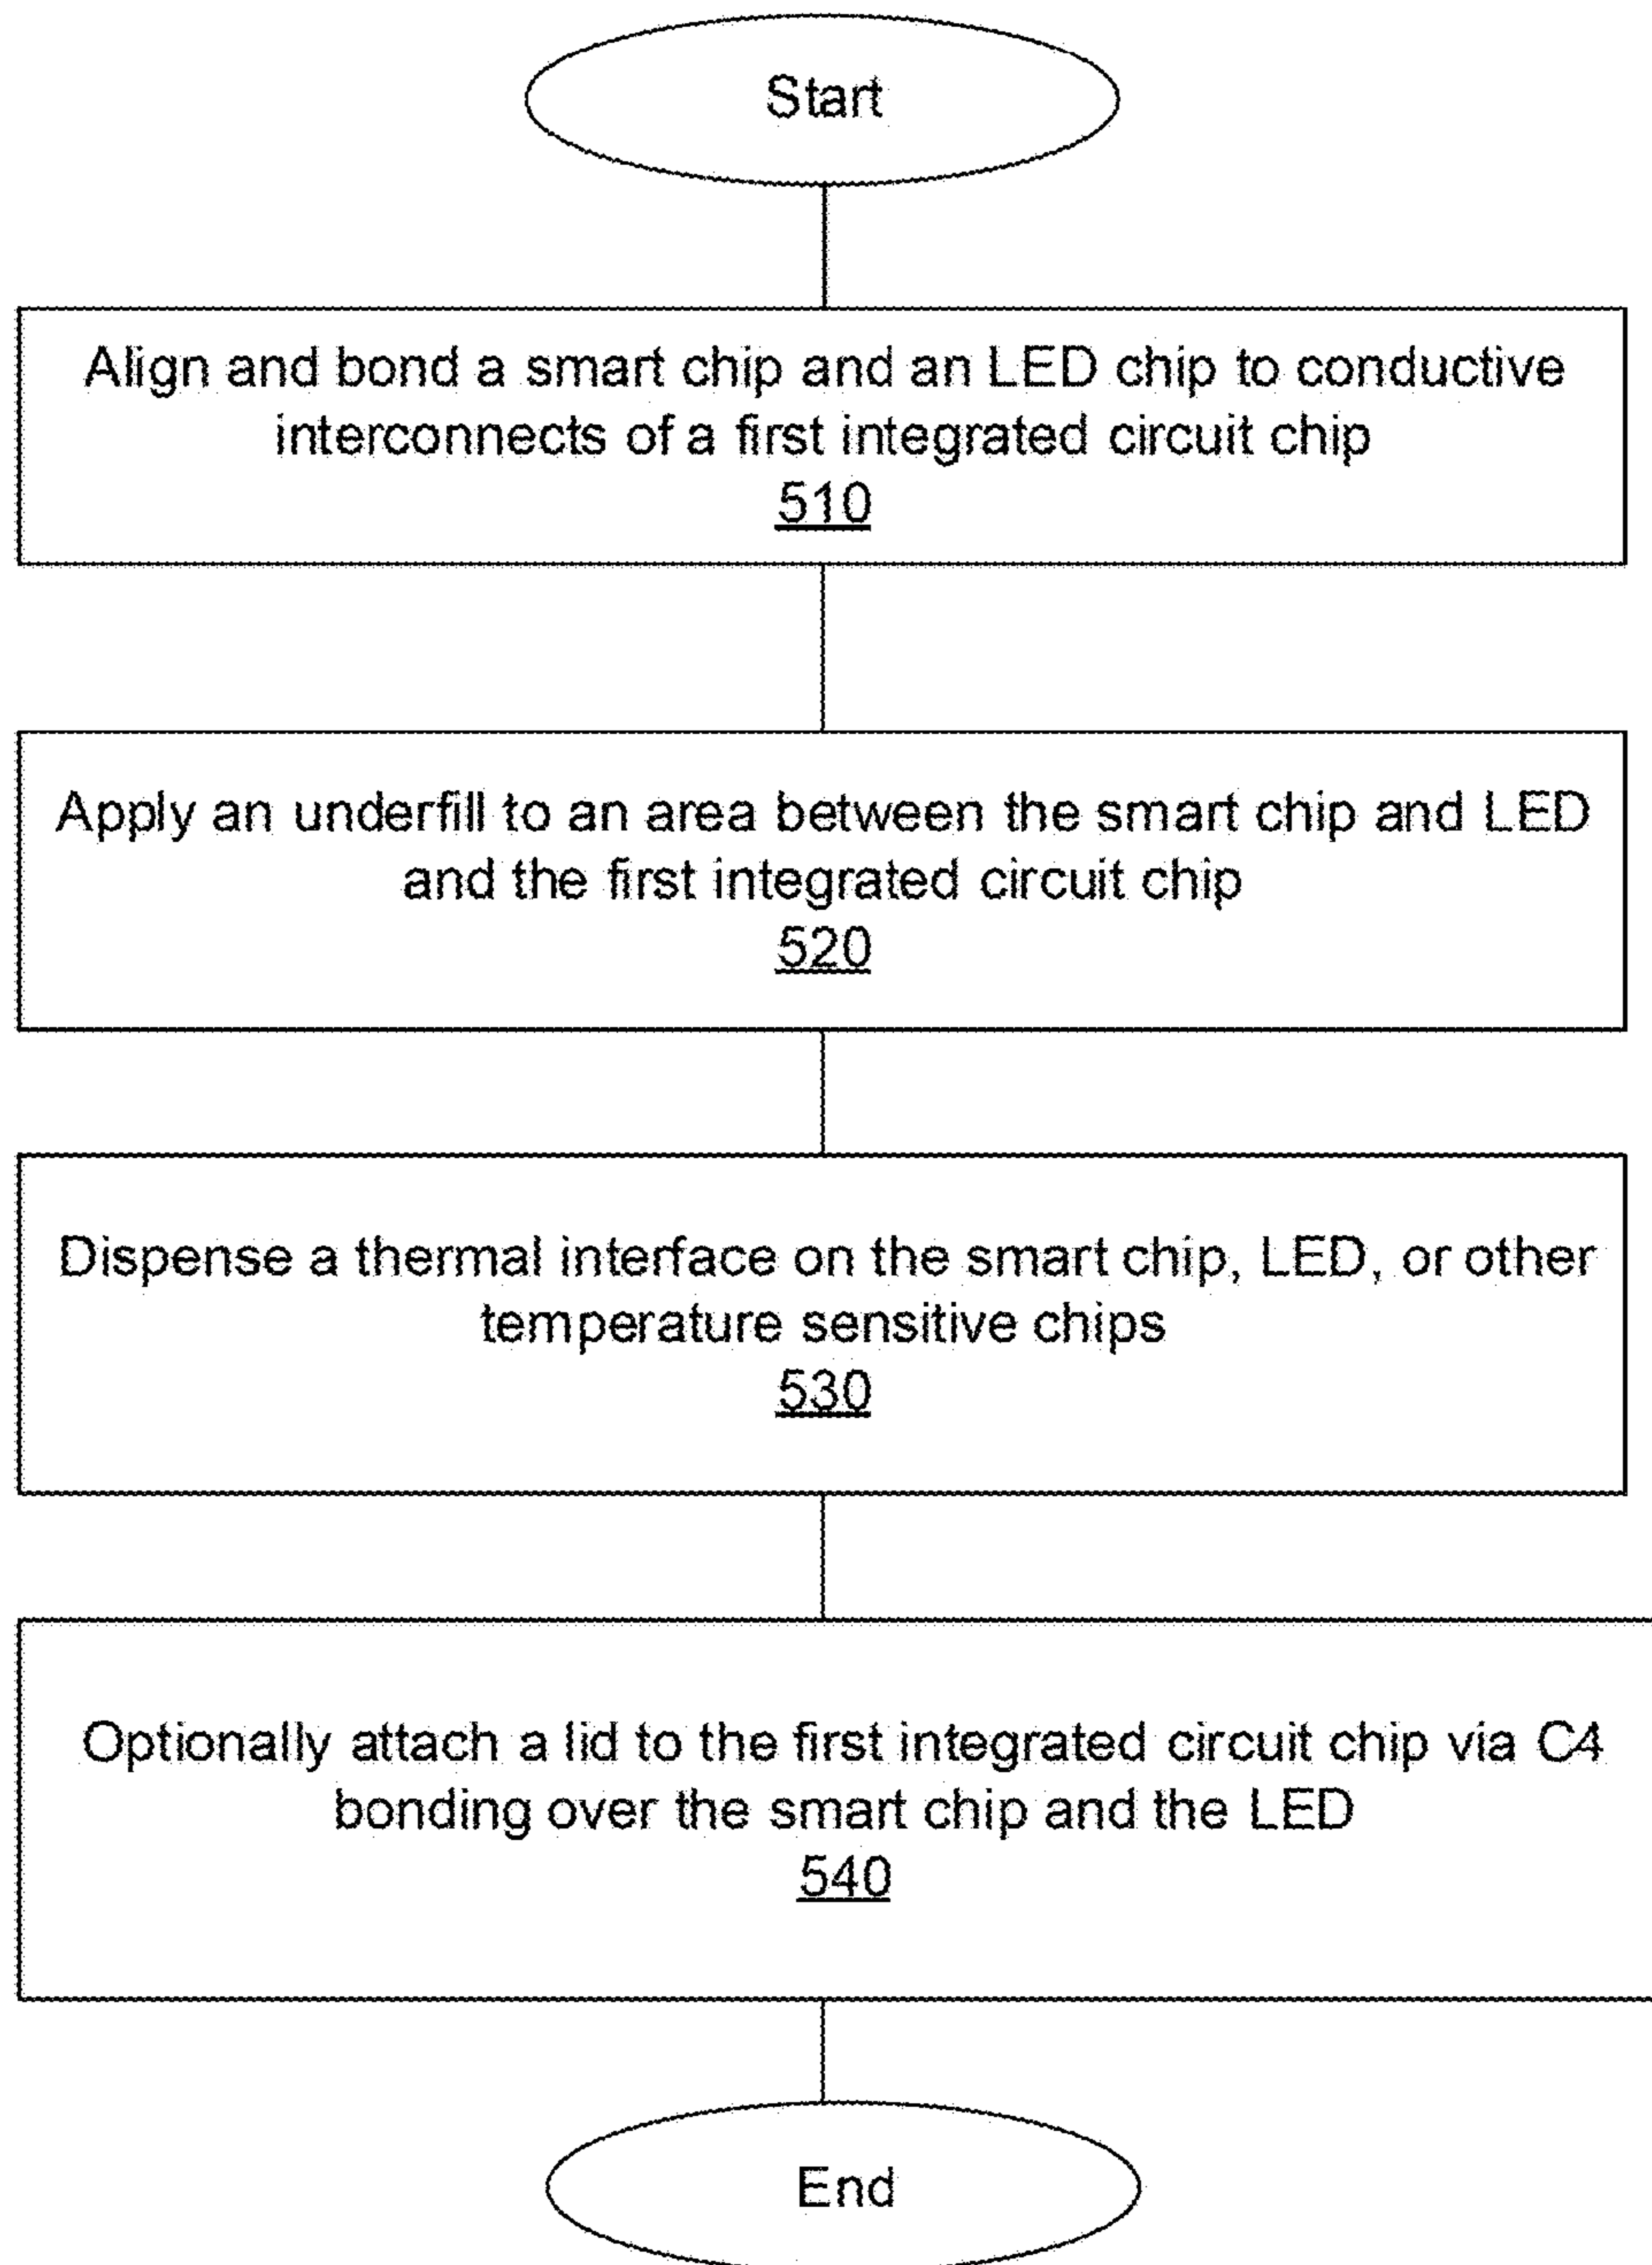 Start
Align and bond a smart chip and an LED chip to conductive
interconnects of a first integrated circuit chip
510
Apply an underfill to an area between the smart chip and LED
and the first integrated circuit chip
520
Dispense a thermal interface on the smart chip, LED, or other
temperature sensitive chips
530
Optionally attach a lid to the first integrated circuit chip via C4
bonding over the smart chip and the LED
540
End